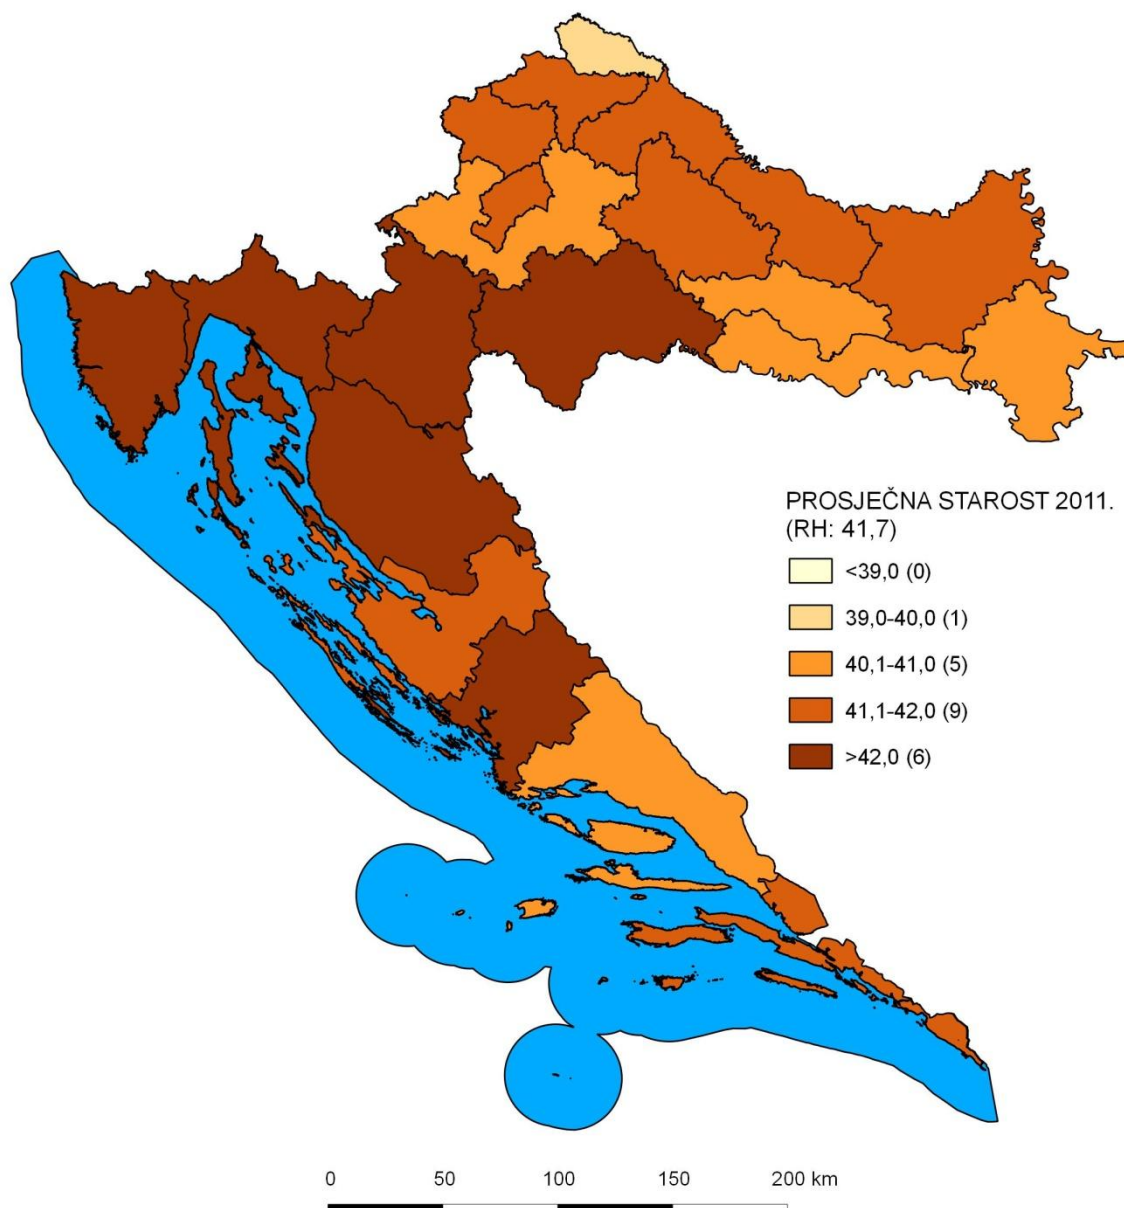 PROSJEČNA STAROST 2011.
(RH: 41,7)
<39,0 (0)
39,0-40,0 (1)
40,1-41,0 (5)
41,1-42,0 (9)
>42,0 (6)
0 50 100 150 200 km